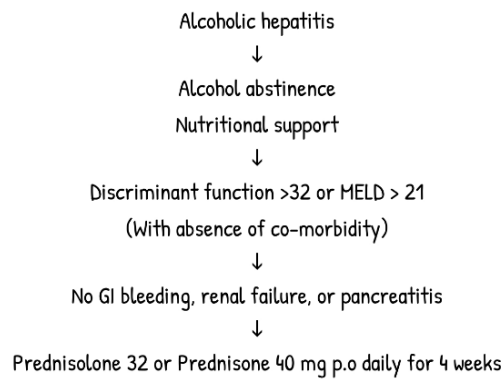 Alcoholic hepatitis
↓
Alcohol abstinence
Nutritional support
↓
Discriminant function >32 or MELD > 21
(With absence of co-morbidity)
↓
No GI bleeding, renal failure, or pancreatitis
↓
Prednisolone 32 or Prednisone 40 mg p.o daily for 4 weeks